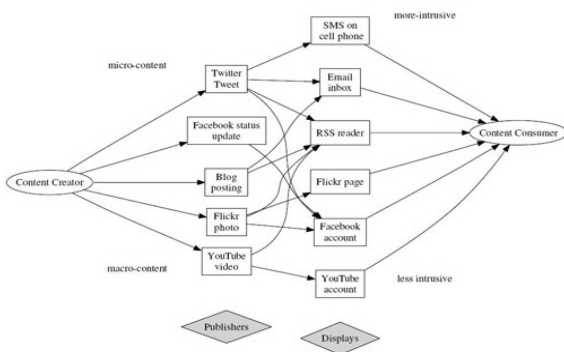 SMS on
cell phone
more-intrusive
micro-content
Twitter
Tweet
Email
inbox
Facebook status
update
RSS reader
Content Consumer
Content Creator
Blog
posting
Flickr page
Flickr
photo
Facebook
account
YouTube
video
macro-content
YouTube
account
less intrusive
Publishers
Displays